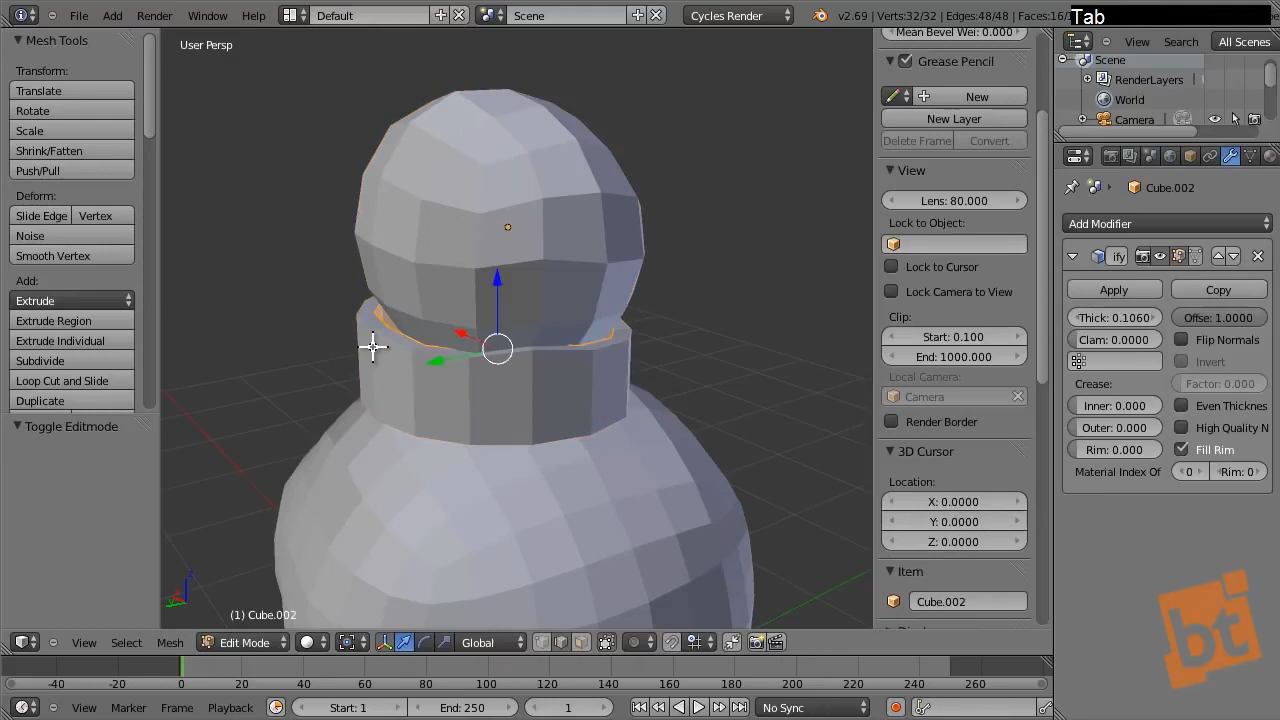 File
Add
Render
Window
Help
Default
Scene
Cycles Render
v2.69 | Verts:32/32 | Edges:48/48 | Faces:16/1
Tab
Mesh Tools
Transform:
Translate
Rotate
Scale
Shrink/Fatten
Push/Pull
Deform:
Slide Edge
Vertex
Noise
Smooth Vertex
Add:
Extrude
Extrude Region
Extrude Individual
Subdivide
Loop Cut and Slide
Duplicate
Toggle Editmode
User Persp
(1) Cube.002
Mean Bevel Wei: 0.000
Grease Pencil
New
New Layer
Delete Frame
Convert
View
Lens: 80.000
Lock to Object:
Lock to Cursor
Lock Camera to View
Clip:
Start: 0.100
End: 1000.000
Local Camera:
Camera
Render Border
3D Cursor
Location:
X: 0.0000
Y: 0.0000
Z: 0.0000
Item
Cube.002
View
Search
All Scenes
Scene
RenderLayers
World
Camera
Cube.002
Add Modifier
ify
Apply
Copy
Thick: 0.1060
Offse: 1.0000
Clam: 0.0000
Flip Normals
Invert
Crease:
Factor: 0.000
Inner: 0.000
Even Thicknes
Outer: 0.000
High Quality N
Rim: 0.000
Fill Rim
Material Index Of
0
Rim: 0
View
Select
Mesh
Edit Mode
Global
-40
-20
0
20
40
60
80
100
120
140
160
180
200
220
240
260
View
Marker
Frame
Playback
Start: 1
End: 250
1
No Sync
bt